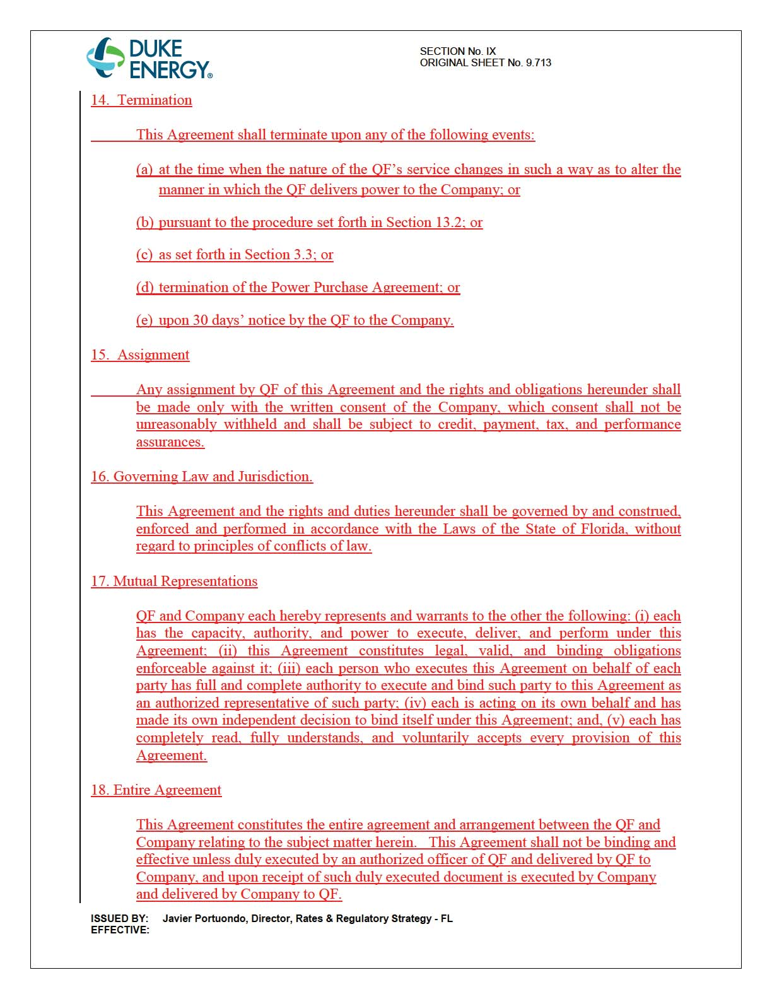 DUKE
ENERGY®
SECTION No. IX
ORIGINAL SHEET No. 9.713
14. Termination
This Agreement shall terminate upon any of the following events:
(a) at the time when the nature of the QF’s service changes in such a way as to alter the
manner in which the QF delivers power to the Company; or
(b) pursuant to the procedure set forth in Section 13.2; or
(c) as set forth in Section 3.3; or
(d) termination of the Power Purchase Agreement; or
(e) upon 30 days’ notice by the QF to the Company.
15. Assignment
Any assignment by QF of this Agreement and the rights and obligations hereunder shall
be made only with the written consent of the Company, which consent shall not be
unreasonably withheld and shall be subject to credit, payment, tax, and performance
assurances.
16. Governing Law and Jurisdiction.
This Agreement and the rights and duties hereunder shall be governed by and construed,
enforced and performed in accordance with the Laws of the State of Florida, without
regard to principles of conflicts of law.
17. Mutual Representations
QF and Company each hereby represents and warrants to the other the following: (i) each
has the capacity, authority, and power to execute, deliver, and perform under this
Agreement; (ii) this Agreement constitutes legal, valid, and binding obligations
enforceable against it; (iii) each person who executes this Agreement on behalf of each
party has full and complete authority to execute and bind such party to this Agreement as
an authorized representative of such party; (iv) each is acting on its own behalf and has
made its own independent decision to bind itself under this Agreement; and, (v) each has
completely read, fully understands, and voluntarily accepts every provision of this
Agreement.
18. Entire Agreement
This Agreement constitutes the entire agreement and arrangement between the QF and
Company relating to the subject matter herein.   This Agreement shall not be binding and
effective unless duly executed by an authorized officer of QF and delivered by QF to
Company, and upon receipt of such duly executed document is executed by Company
and delivered by Company to QF.
ISSUED BY: Javier Portuondo, Director, Rates & Regulatory Strategy - FL
EFFECTIVE: